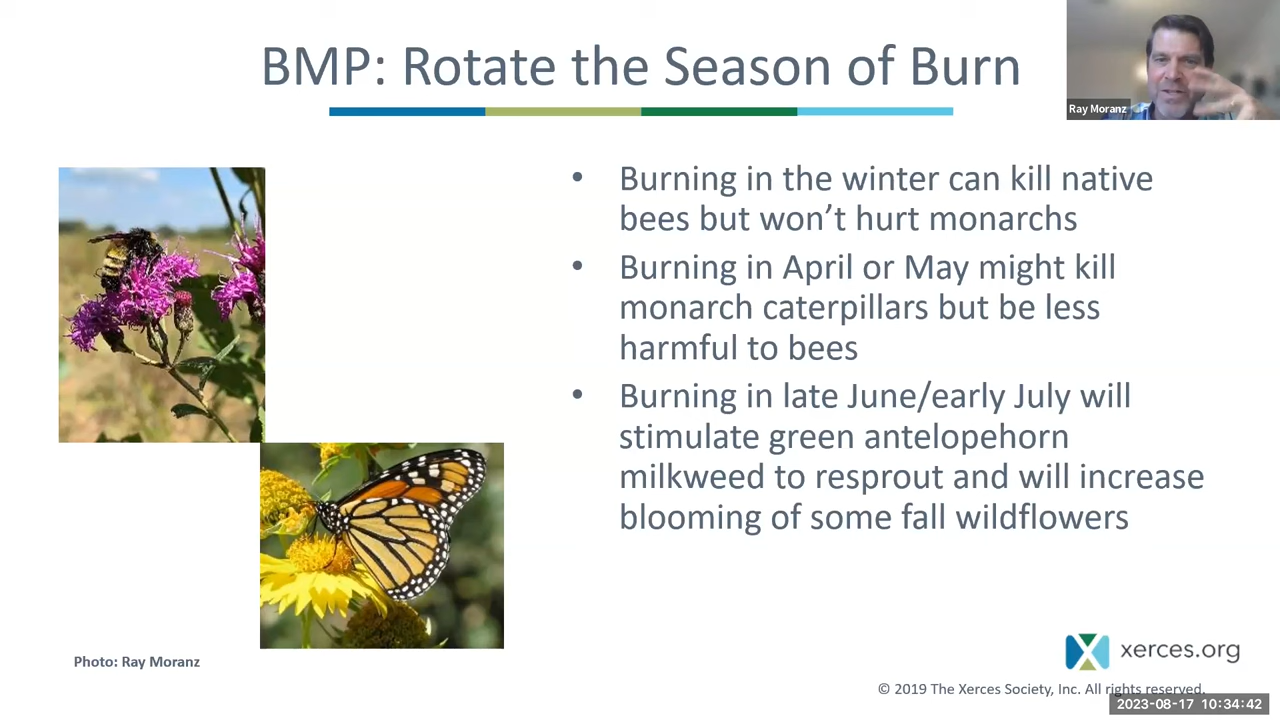 BMP: Rotate the Season of Burn
Ray Moranz
• Burning in the winter can kill native
bees but won’t hurt monarchs
• Burning in April or May might kill
monarch caterpillars but be less
harmful to bees
• Burning in late June/early July will
stimulate green antelopehorn
milkweed to resprout and will increase
blooming of some fall wildflowers
Photo: Ray Moranz
xerces.org
© 2019 The Xerces Society, Inc. All rights reserved.
2023-08-17 10:34:42